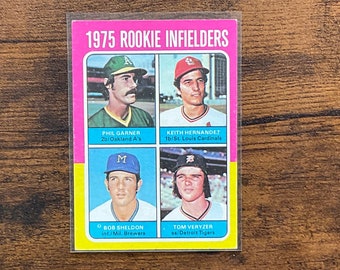 1975 ROOKIE INFIELDERS
PHIL GARNER
2b/Oakland A's
KEITH HERNANDEZ
1b/St. Louis Cardinals
BOB SHELDON
inf./Mil. Brewers
TOM VERYZER
ss/Detroit Tigers